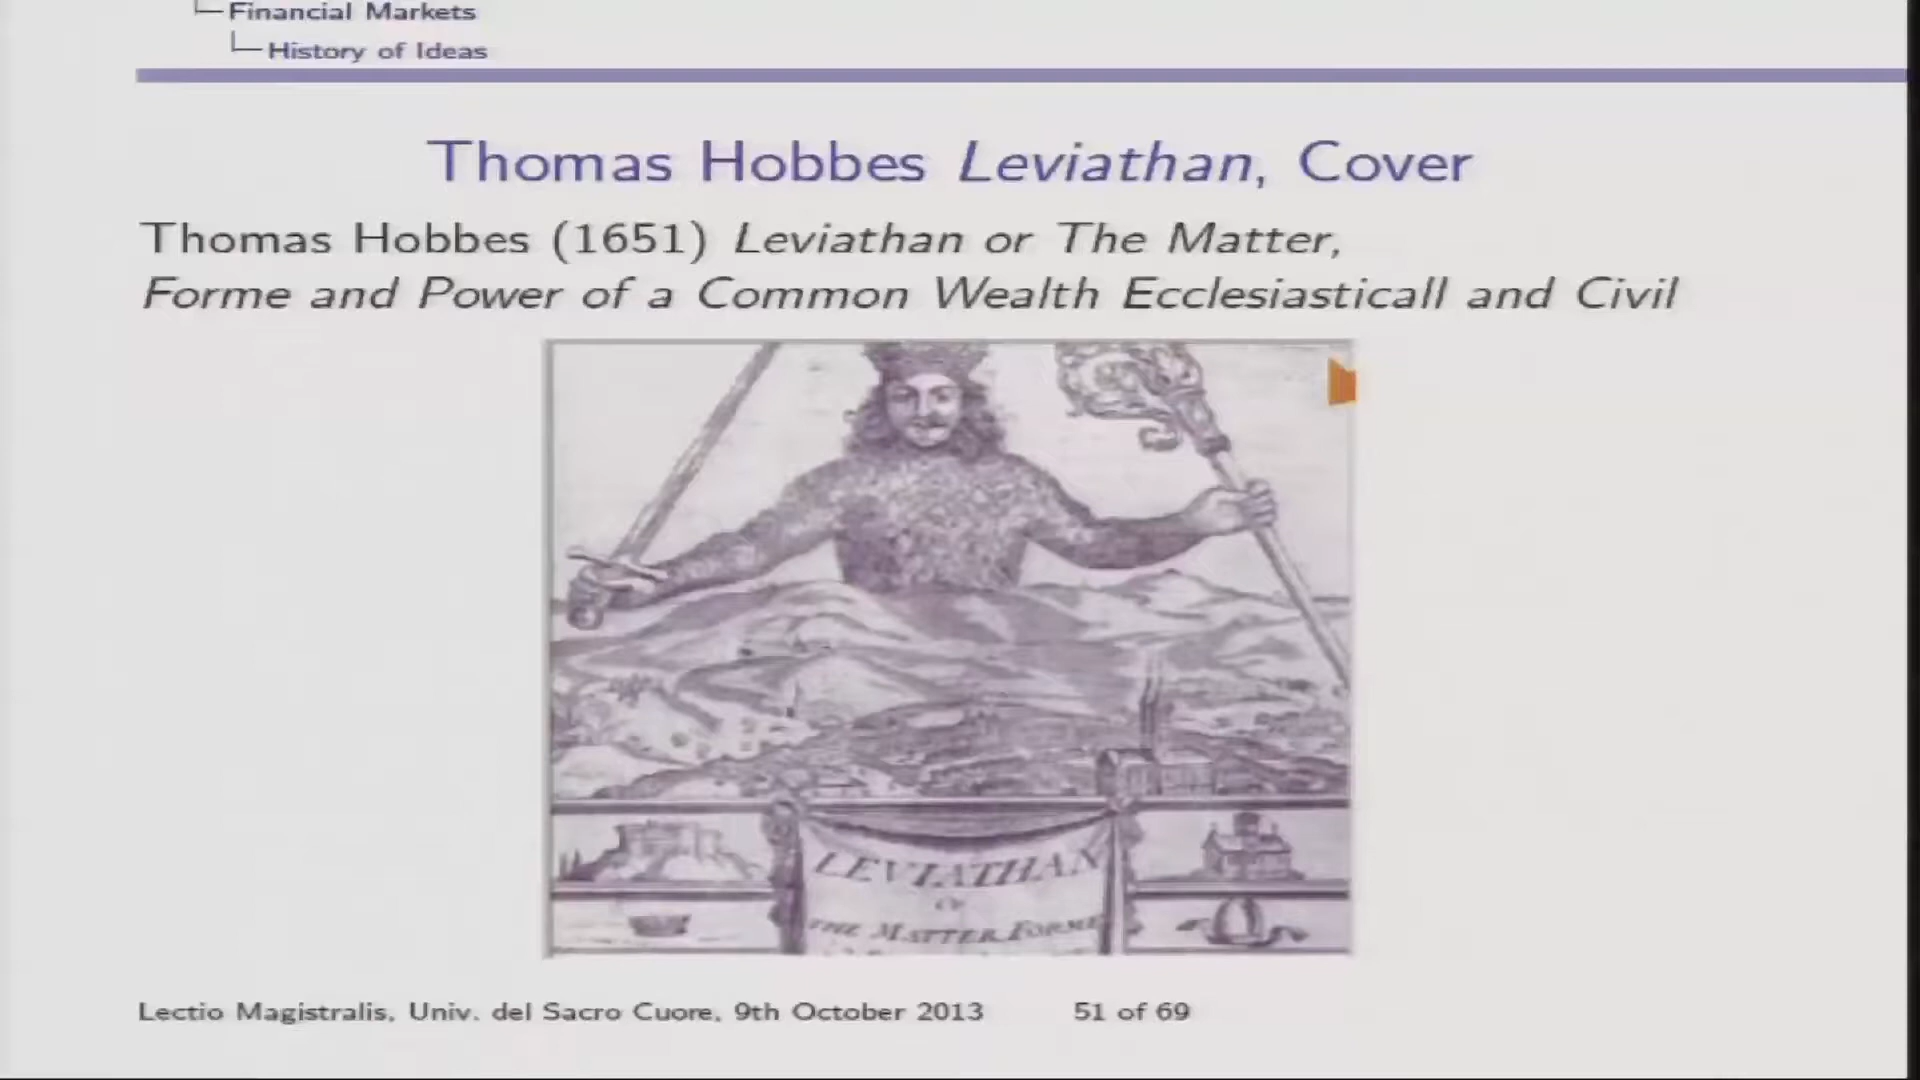 Financial Markets
History of Ideas
Thomas Hobbes Leviathan, Cover
Thomas Hobbes (1651) Leviathan or The Matter,
Forme and Power of a Common Wealth Ecclesiasticall and Civil
LEVIATHAN
Or
THE MATTER, FORME
Lectio Magistralis, Univ. del Sacro Cuore, 9th October 2013 51 of 69